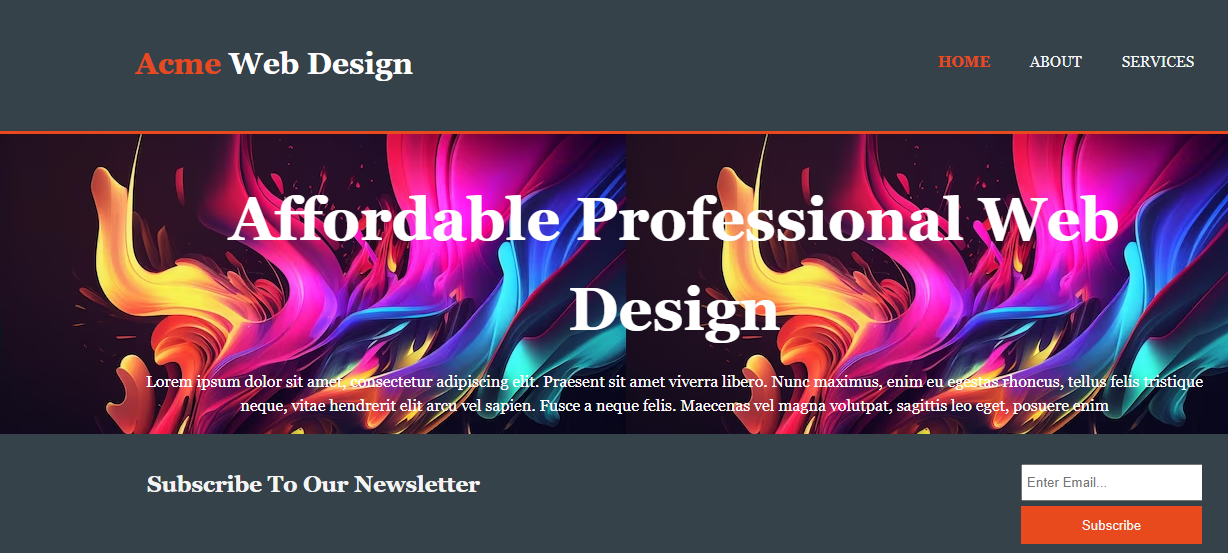 Acme Web Design
HOME ABOUT SERVICES
Affordable Professional Web
Design
Lorem ipsum dolor sit amet, consectetur adipiscing elit. Praesent sit amet viverra libero. Nunc maximus, enim eu egestas rhoncus, tellus felis tristique
neque, vitae hendrerit elit arcu vel sapien. Fusce a neque felis. Maecenas vel magna volutpat, sagittis leo eget, posuere enim
Subscribe To Our Newsletter
Enter Email...
Subscribe